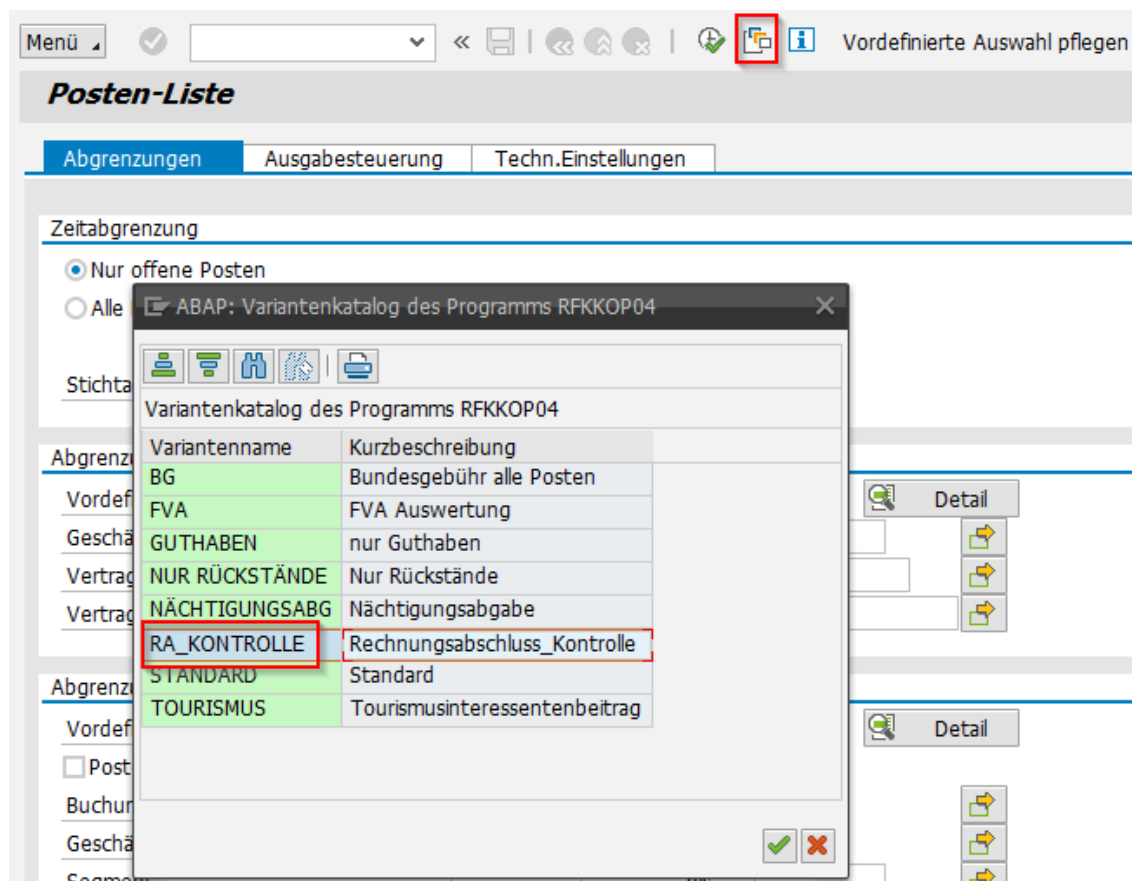 Menü
Vordefinierte Auswahl pflegen
Posten-Liste
Abgrenzungen Ausgabesteuerung Techn.Einstellungen
Zeitabgrenzung
Nur offene Posten
Alle
ABAP: Variantenkatalog des Programms RFKKOP04
Stichta
Variantenkatalog des Programms RFKKOP04
Variantenname Kurzbeschreibung
Abgrenz
BG Bundesgebühr alle Posten
Vordef Detail
FVA FVA Auswertung
Geschä
GUTHABEN nur Guthaben
Vertrag
NUR RÜCKSTÄNDE Nur Rückstände
Vertrag
NÄCHTIGUNGSABG Nächtigungsabgabe
RA_KONTROLLE Rechnungsabschluss_Kontrolle
STANDARD Standard
Abgrenz
TOURISMUS Tourismusinteressentenbeitrag
Vordef Detail
Post
Buchun
Geschä